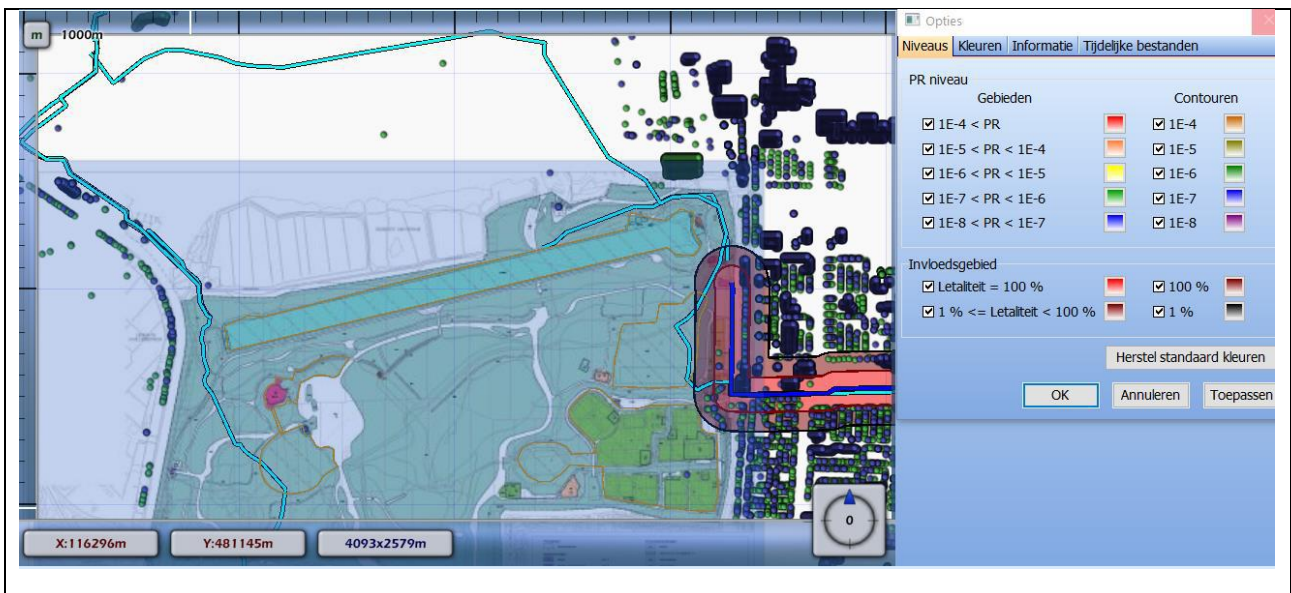 m
1000m
X:116296m
Y:481145m
4093x2579m
0
Opties
Niveaus Kleuren Informatie Tijdelijke bestanden
PR niveau
Gebieden Contouren
1E-4 < PR 1E-4
1E-5 < PR < 1E-4 1E-5
1E-6 < PR < 1E-5 1E-6
1E-7 < PR < 1E-6 1E-7
1E-8 < PR < 1E-7 1E-8
Invloedsgebied
Letaliteit = 100 % 100 %
1 % <= Letaliteit < 100 % 1 %
Herstel standaard kleuren
OK Annuleren Toepassen